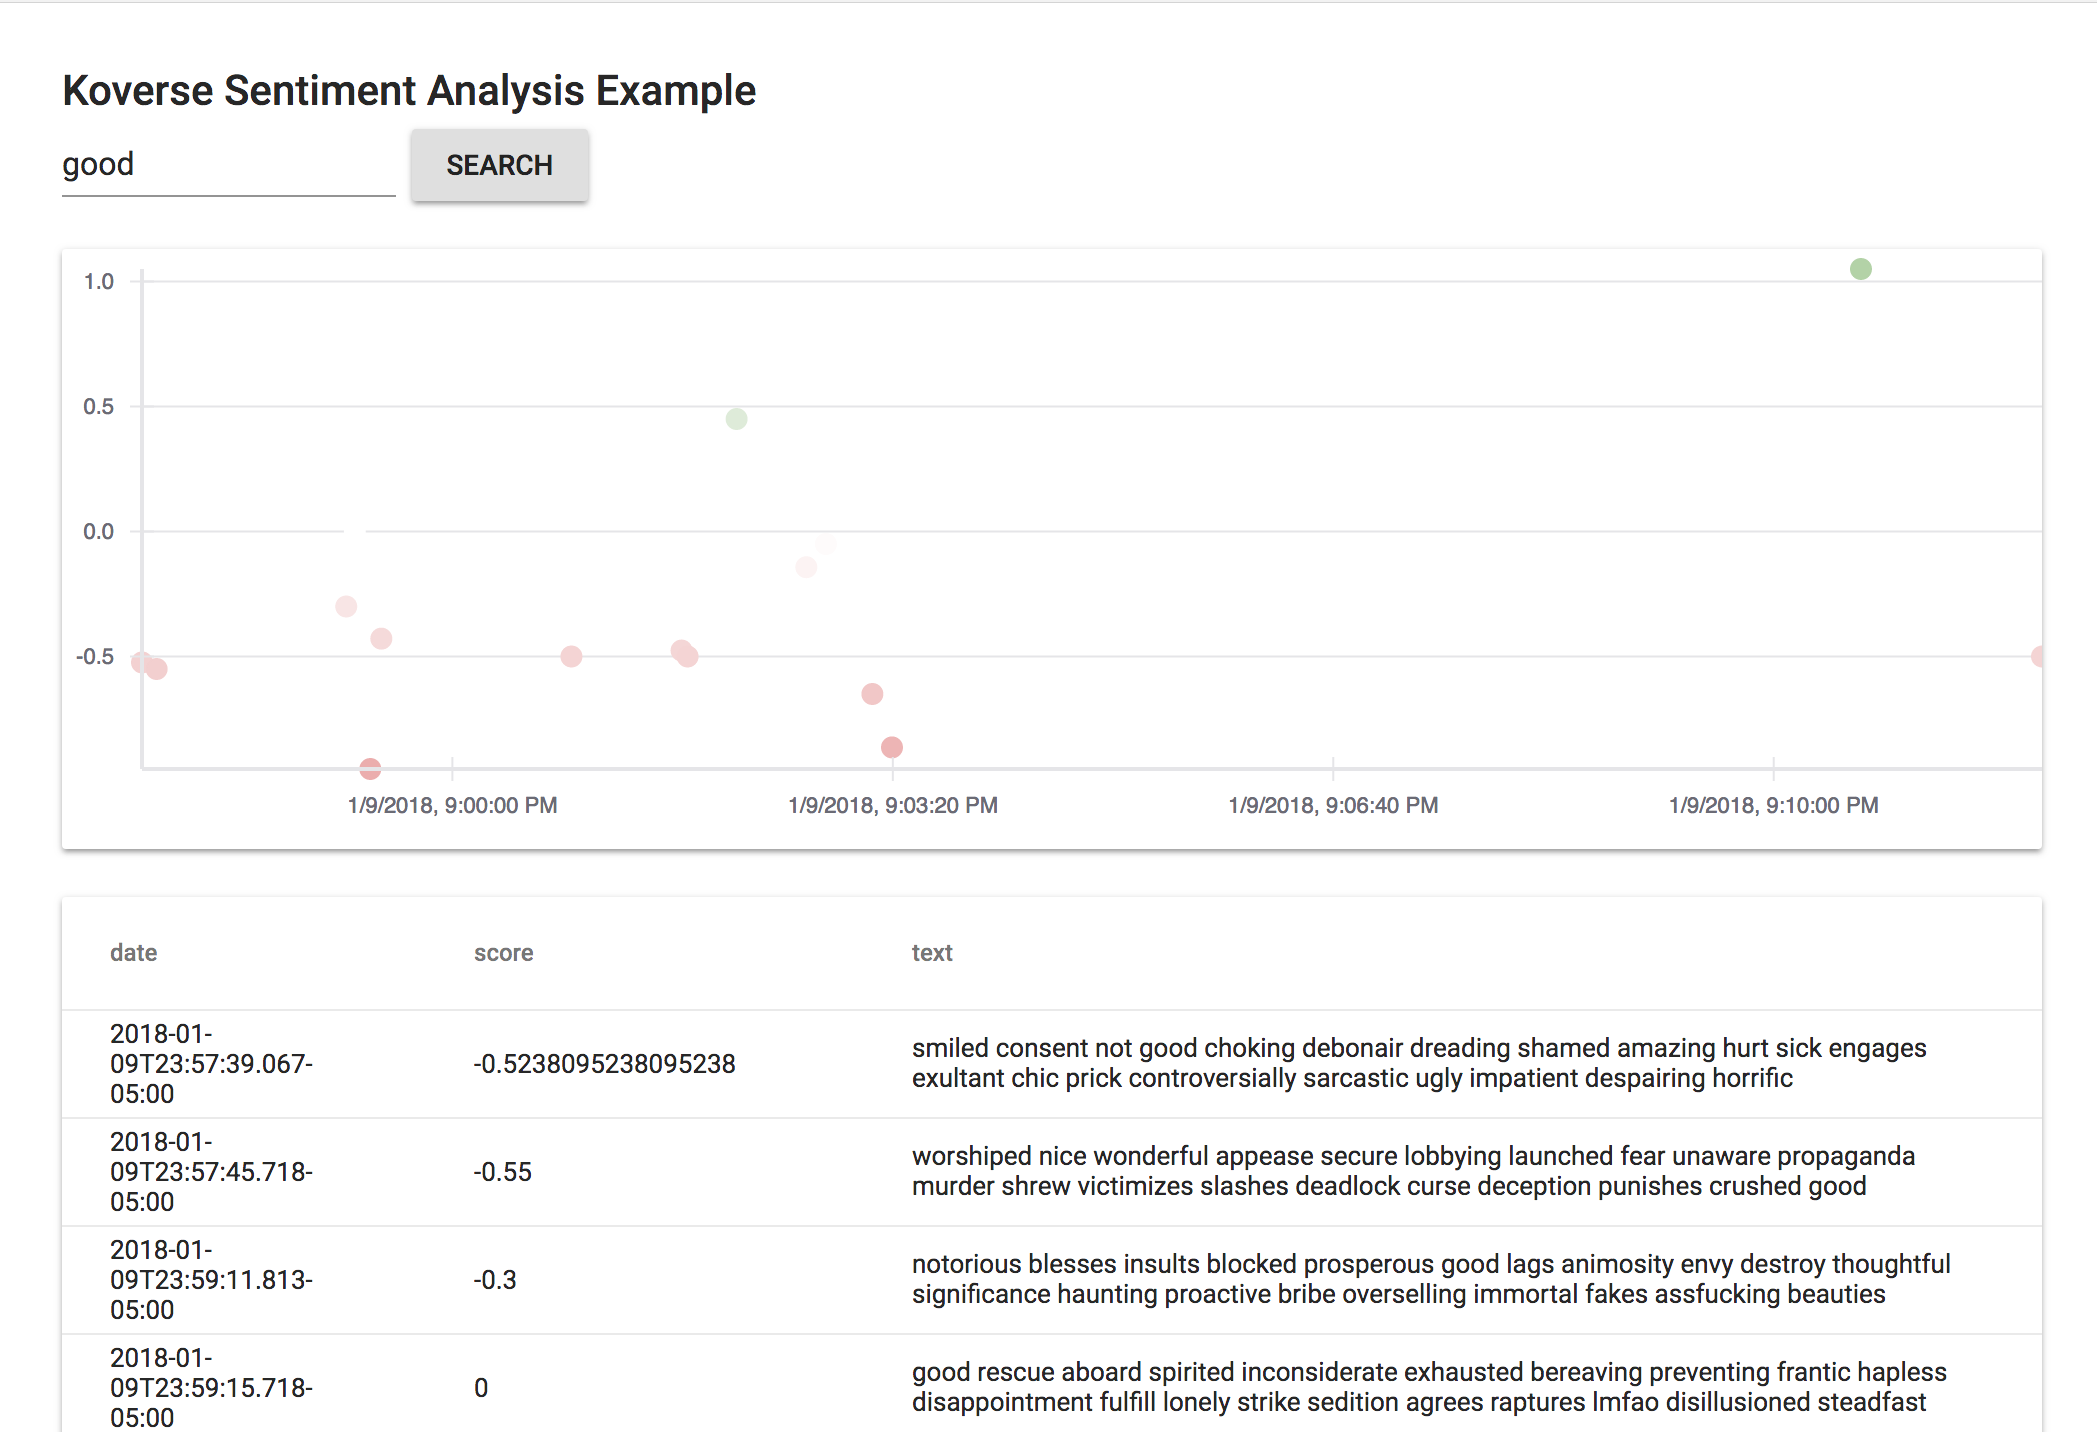 Koverse Sentiment Analysis Example
good
SEARCH
1.0
0.5
0.0
-0.5
1/9/2018, 9:00:00 PM
1/9/2018, 9:03:20 PM
1/9/2018, 9:06:40 PM
1/9/2018, 9:10:00 PM
date score text
2018-01-
09T23:57:39.067-
05:00
-0.5238095238095238
smiled consent not good choking debonair dreading shamed amazing hurt sick engages
exultant chic prick controversially sarcastic ugly impatient despairing horrific
2018-01-
09T23:57:45.718-
05:00
-0.55
worshiped nice wonderful appease secure lobbying launched fear unaware propaganda
murder shrew victimizes slashes deadlock curse deception punishes crushed good
2018-01-
09T23:59:11.813-
05:00
-0.3
notorious blesses insults blocked prosperous good lags animosity envy destroy thoughtful
significance haunting proactive bribe overselling immortal fakes assfucking beauties
2018-01-
09T23:59:15.718-
05:00
0
good rescue aboard spirited inconsiderate exhausted bereaving preventing frantic hapless
disappointment fulfill lonely strike sedition agrees raptures lmfao disillusioned steadfast